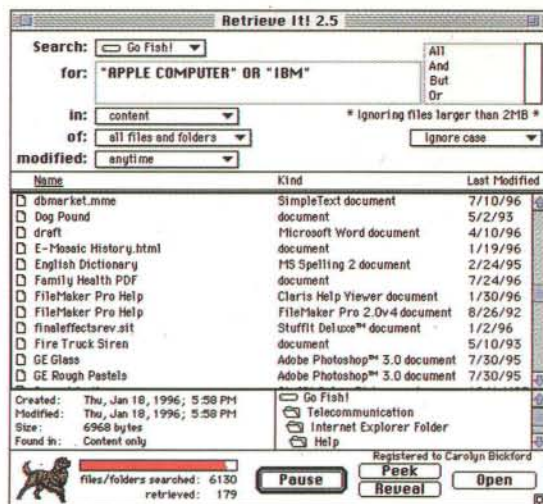 Retrieve It! 2.5
Search: Go Fish!
for: "APPLE COMPUTER" OR "IBM"
All
And
But
Or
in: content
* Ignoring files larger than 2MB *
of: all files and folders
Ignore case
modified: anytime
Name Kind Last Modified
dbmarket.mme SimpleText document 7/10/96
Dog Pound document 5/2/93
draft Microsoft Word document 4/10/96
E-Mosaic History.html document 1/19/96
English Dictionary MS Spelling 2 document 2/24/95
Family Health PDF document 7/24/96
FileMaker Pro Help Claris Help Viewer document 1/30/96
FileMaker Pro Help FileMaker Pro 2.0v4 document 8/26/92
finaleffectsrev.sit StuffIt Deluxe™ document 1/2/96
Fire Truck Siren document 5/10/93
GE Glass Adobe Photoshop™ 3.0 document 7/30/95
GE Rough Pastels Adobe Photoshop™ 3.0 document 7/30/95
Created: Thu, Jan 18, 1996; 5:58 PM
Modified: Thu, Jan 18, 1996; 5:58 PM
Size: 6968 bytes
Found in: Content only
Go Fish!
Telecommunication
Internet Explorer Folder
Help
Registered to Carolyn Bickford
files/folders searched: 6130
retrieved: 179
Pause
Peek
Reveal
Open